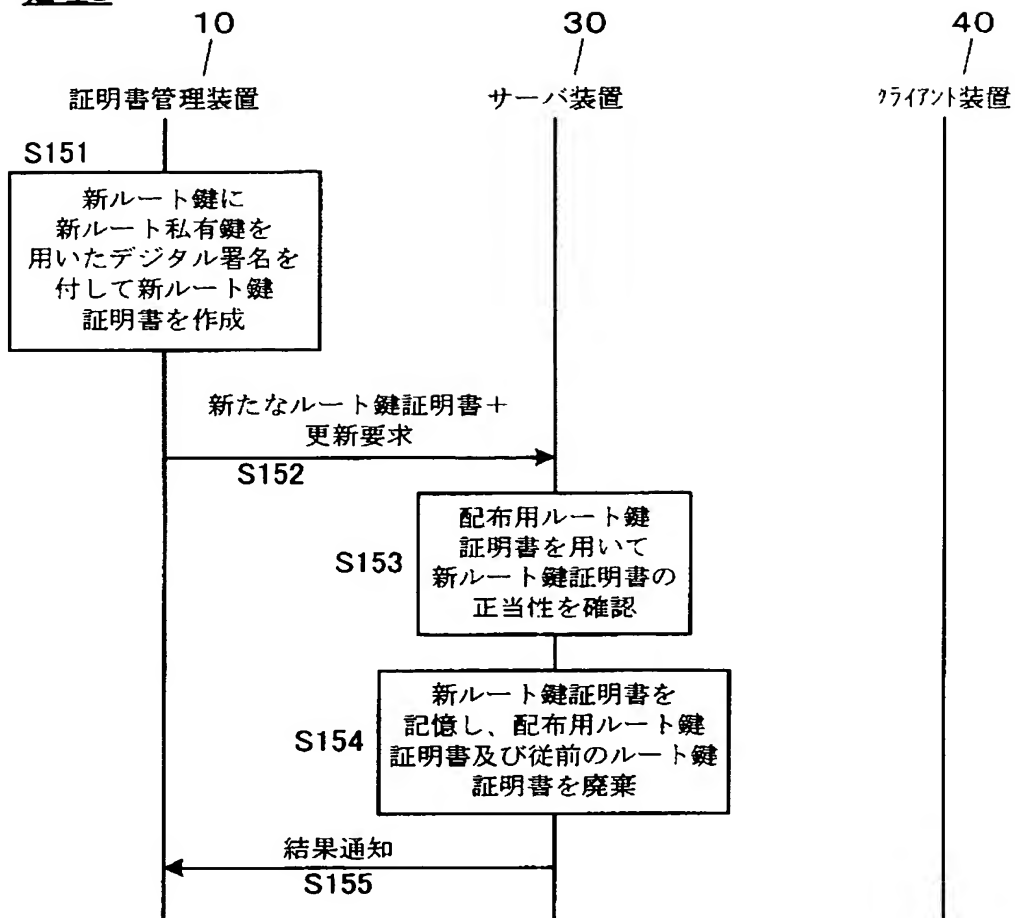 10
30
40
証明書管理装置
サーバ装置
クライアント装置
S151
新ルート鍵に
新ルート私有鍵を
用いたデジタル署名を
付して新ルート鍵
証明書を作成
新たなルート鍵証明書＋
更新要求
S152
S153
配布用ルート鍵
証明書を用いて
新ルート鍵証明書の
正当性を確認
S154
新ルート鍵証明書を
記憶し、配布用ルート鍵
証明書及び従前のルート鍵
証明書を廃棄
結果通知
S155